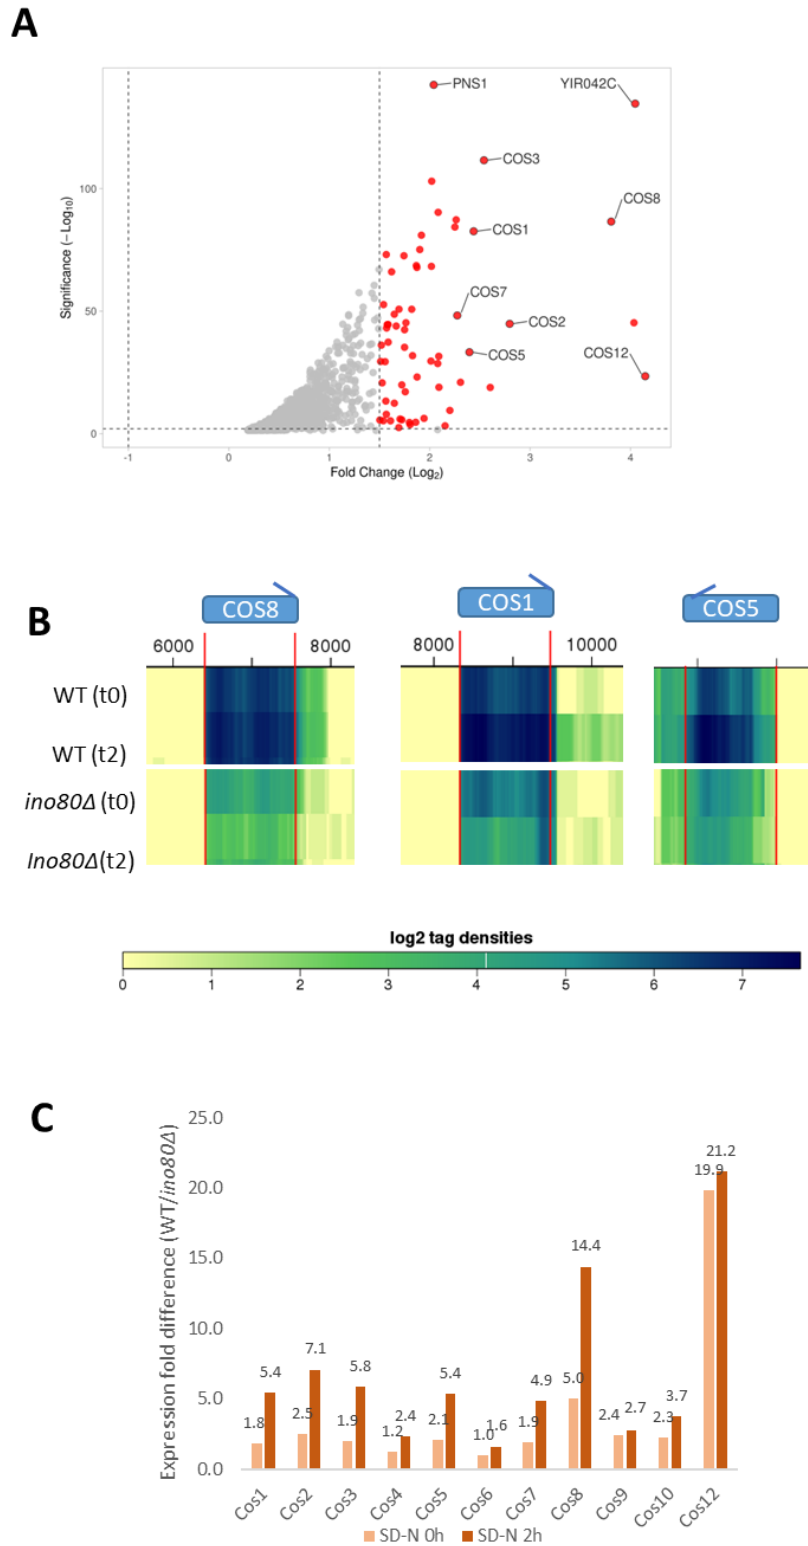 A
PNS1
YIR042C
COS3
COS8
COS1
COS7
COS2
COS5
COS12
100
50
0
Significance (−Log10)
-1 0 1 2 3 4
Fold Change (Log2)
B
COS8 COS1 COS5
6000 8000 8000 10000
WT (t0)
WT (t2)
ino80Δ (t0)
Ino80Δ(t2)
log2 tag densities
0 1 2 3 4 5 6 7
C
Expression fold difference (WT/ino80Δ)
25.0
20.0
15.0
10.0
5.0
0.0
1.8 5.4 2.5 7.1 1.9 5.8 1.2 2.4 2.1 5.4 1.0 1.6 1.9 4.9 5.0 14.4 2.4 2.7 2.3 3.7 19.9 21.2
Cos1 Cos2 Cos3 Cos4 Cos5 Cos6 Cos7 Cos8 Cos9 Cos10 Cos12
SD-N 0h SD-N 2h